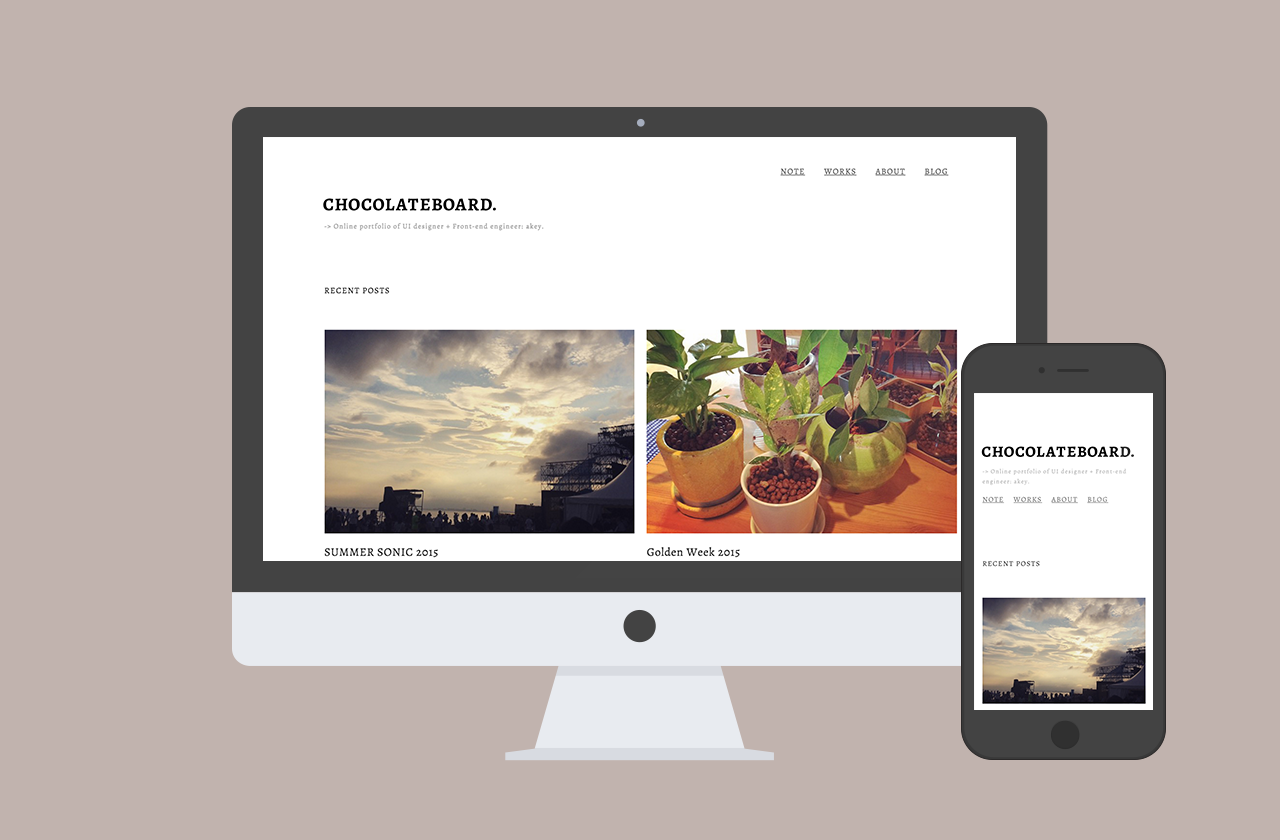 NOTE WORKS ABOUT BLOG
CHOCOLATEBOARD.
-> Online portfolio of UI designer + Front-end engineer: akey.
RECENT POSTS
SUMMER SONIC 2015
Golden Week 2015
CHOCOLATEBOARD.
-> Online portfolio of UI designer + Front-end
engineer: akey.
NOTE WORKS ABOUT BLOG
RECENT POSTS